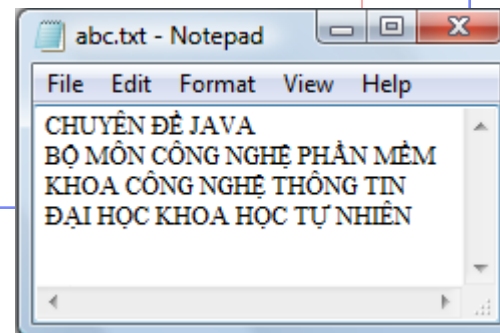 abc.txt - Notepad
File Edit Format View Help
CHUYÊN ĐỀ JAVA
BỘ MÔN CÔNG NGHỆ PHẦN MỀM
KHOA CÔNG NGHỆ THÔNG TIN
ĐẠI HỌC KHOA HỌC TỰ NHIÊN